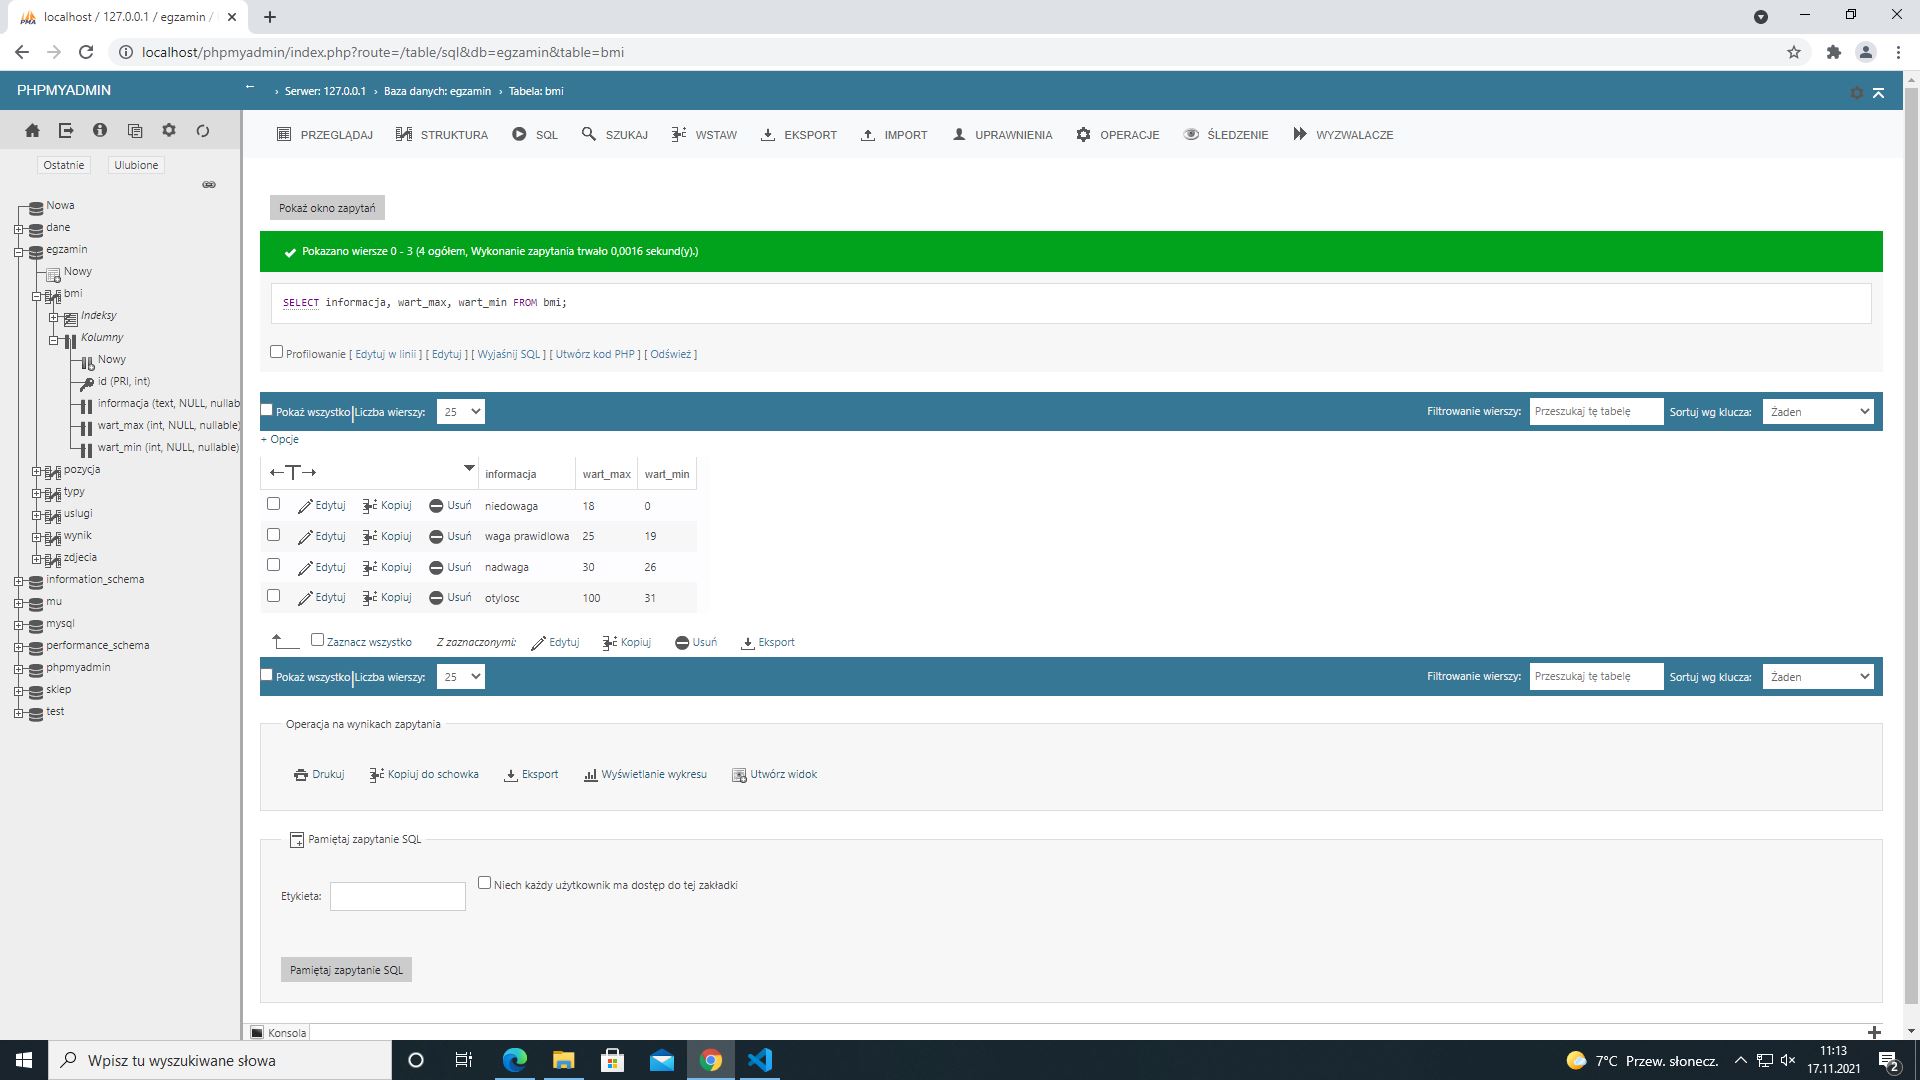 localhost / 127.0.0.1 / egzamin /
localhost/phpmyadmin/index.php?route=/table/sql&db=egzamin&table=bmi
PHPMYADMIN
← › Serwer: 127.0.0.1 › Baza danych: egzamin › Tabela: bmi
PRZEGLĄDAJ STRUKTURA SQL SZUKAJ WSTAW EKSPORT IMPORT UPRAWNIENIA OPERACJE ŚLEDZENIE WYZWALACZE
Ostatnie Ulubione
Nowa
dane
egzamin
Nowy
bmi
Indeksy
Kolumny
Nowy
id (PRI, int)
informacja (text, NULL, nullab
wart_max (int, NULL, nullable)
wart_min (int, NULL, nullable)
pozycja
typy
uslugi
wynik
zdjecia
information_schema
mu
mysql
performance_schema
phpmyadmin
sklep
test
Pokaż okno zapytań
Pokazano wiersze 0 - 3 (4 ogółem, Wykonanie zapytania trwało 0,0016 sekund(y).)
SELECT informacja, wart_max, wart_min FROM bmi;
Profilowanie [ Edytuj w linii ] [ Edytuj ] [ Wyjaśnij SQL ] [ Utwórz kod PHP ] [ Odśwież ]
Pokaż wszystko | Liczba wierszy: 25 Filtrowanie wierszy: Przeszukaj tę tabelę Sortuj wg klucza: Żaden
+ Opcje
←T→ informacja wart_max wart_min
Edytuj Kopiuj Usuń niedowaga 18 0
Edytuj Kopiuj Usuń waga prawidlowa 25 19
Edytuj Kopiuj Usuń nadwaga 30 26
Edytuj Kopiuj Usuń otylosc 100 31
Zaznacz wszystko Z zaznaczonymi: Edytuj Kopiuj Usuń Eksport
Pokaż wszystko | Liczba wierszy: 25 Filtrowanie wierszy: Przeszukaj tę tabelę Sortuj wg klucza: Żaden
Operacja na wynikach zapytania
Drukuj Kopiuj do schowka Eksport Wyświetlanie wykresu Utwórz widok
Pamiętaj zapytanie SQL
Etykieta: Niech każdy użytkownik ma dostęp do tej zakładki
Pamiętaj zapytanie SQL
Konsola
Wpisz tu wyszukiwane słowa
7°C Przew. słonecz.
11:13
17.11.2021
2